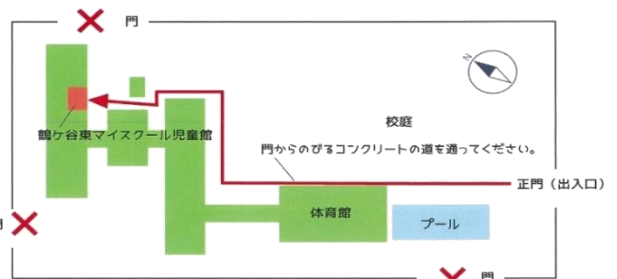 門
N
校庭
鶴ケ谷東マイスクール児童館
門からのびるコンクリートの道を通ってください。
正門（出入口）
体育館
プール
門
門